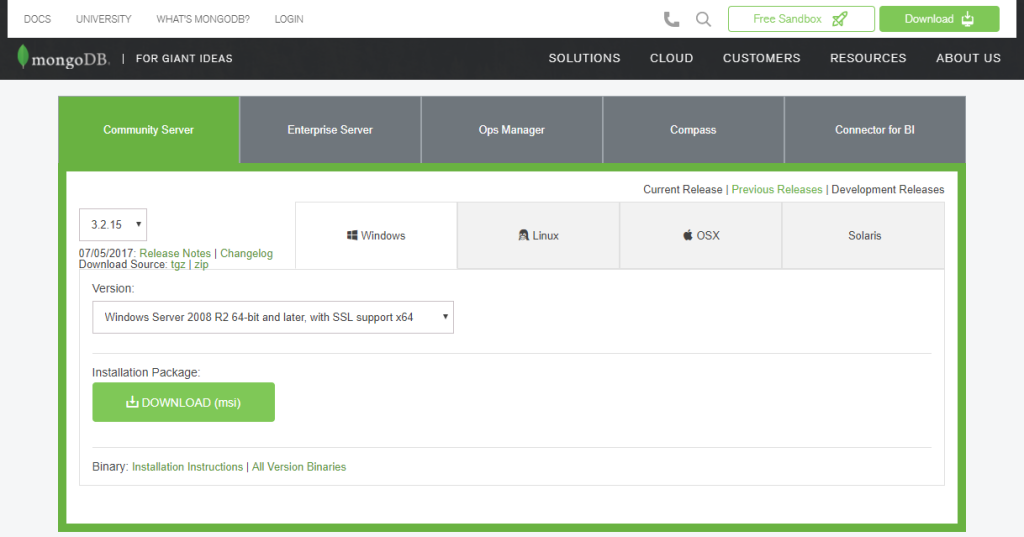 DOCS UNIVERSITY WHAT'S MONGODB? LOGIN Free Sandbox Download
mongoDB. | FOR GIANT IDEAS SOLUTIONS CLOUD CUSTOMERS RESOURCES ABOUT US
Community Server Enterprise Server Ops Manager Compass Connector for BI
Current Release | Previous Releases | Development Releases
3.2.15
Windows Linux OSX Solaris
07/05/2017: Release Notes | Changelog
Download Source: tgz | zip
Version:
Windows Server 2008 R2 64-bit and later, with SSL support x64
Installation Package:
DOWNLOAD (msi)
Binary: Installation Instructions | All Version Binaries